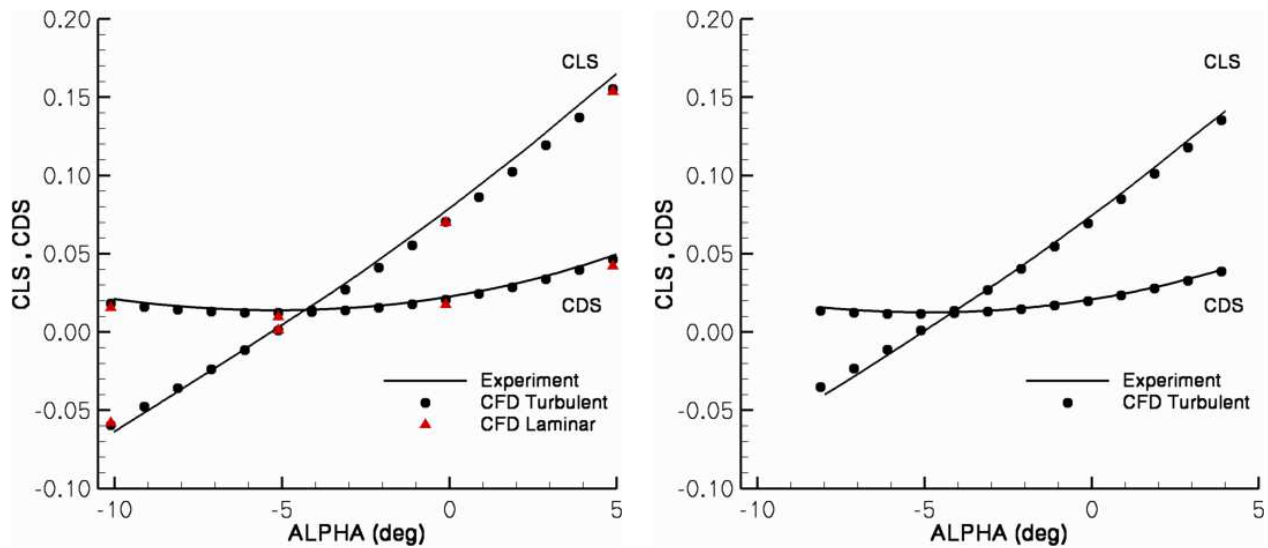 0.20
0.15
0.10
0.05
0.00
-0.05
-0.10
CLS , CDS
CLS
CDS
Experiment
CFD Turbulent
CFD Laminar
-10
-5
0
5
ALPHA (deg)
0.20
0.15
0.10
0.05
0.00
-0.05
-0.10
CLS , CDS
CLS
CDS
Experiment
CFD Turbulent
-10
-5
0
5
ALPHA (deg)